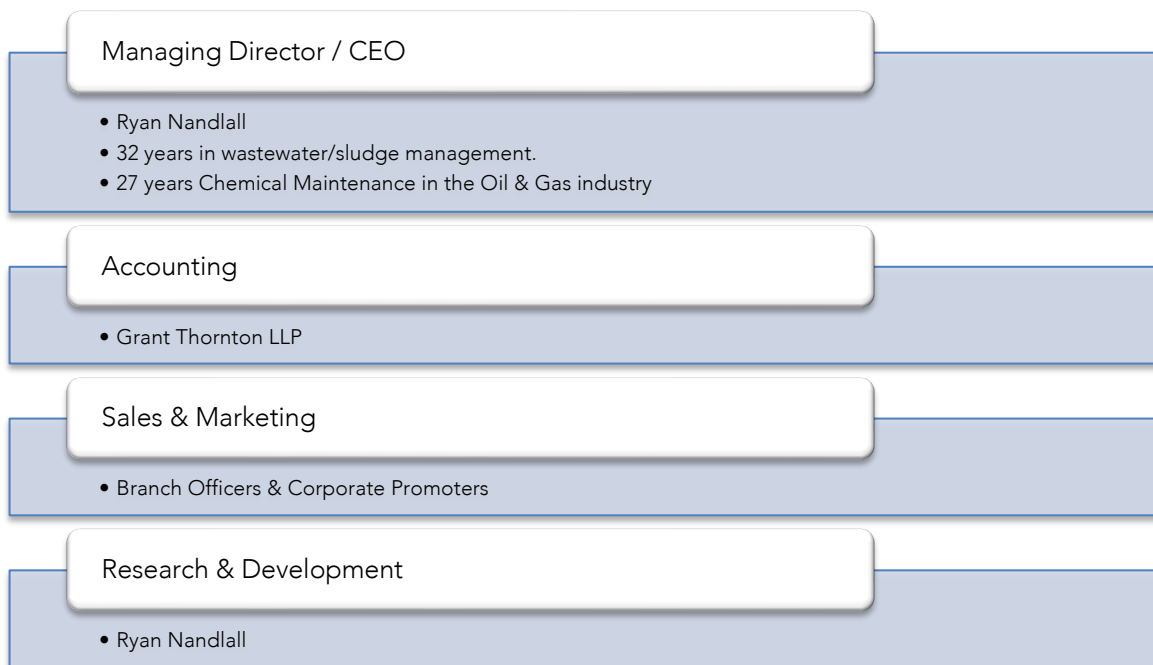 Managing Director / CEO
• Ryan Nandlall
• 32 years in wastewater/sludge management.
• 27 years Chemical Maintenance in the Oil & Gas industry
Accounting
• Grant Thornton LLP
Sales & Marketing
• Branch Officers & Corporate Promoters
Research & Development
• Ryan Nandlall